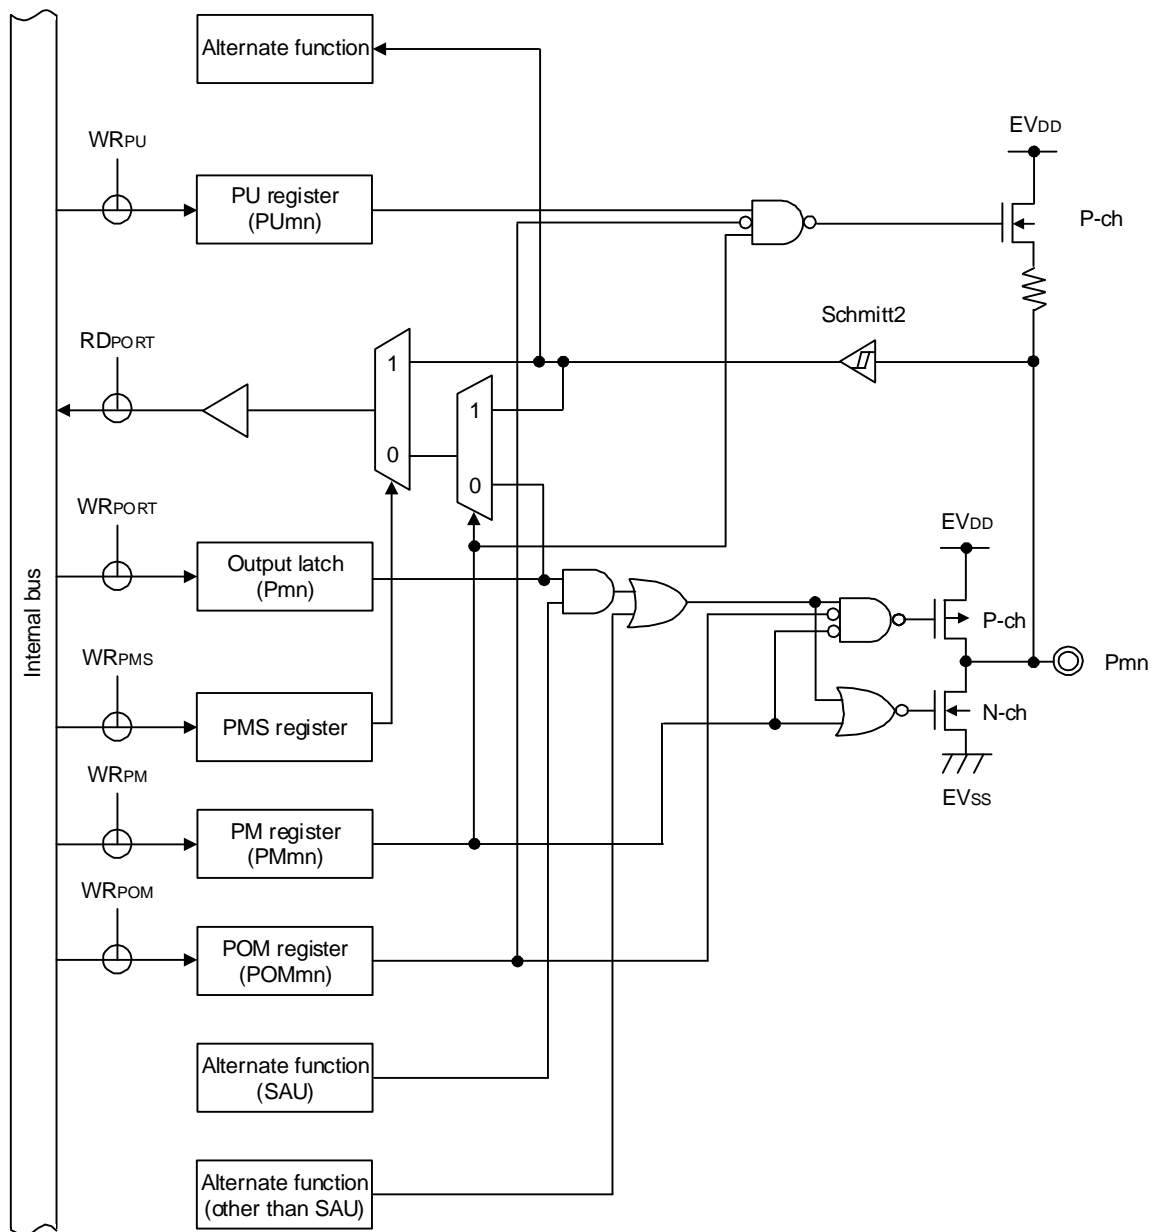 Alternate function
WRPU
EVDD
PU register
(PUmn)
P-ch
Schmitt2
RDPORT
1
1
0
0
WRPORT
EVDD
Output latch
(Pmn)
P-ch
Internal bus
WRPMS
Pmn
PMS register
N-ch
WRPM
EVSS
PM register
(PMmn)
WRPOM
POM register
(POMmn)
Alternate function
(SAU)
Alternate function
(other than SAU)